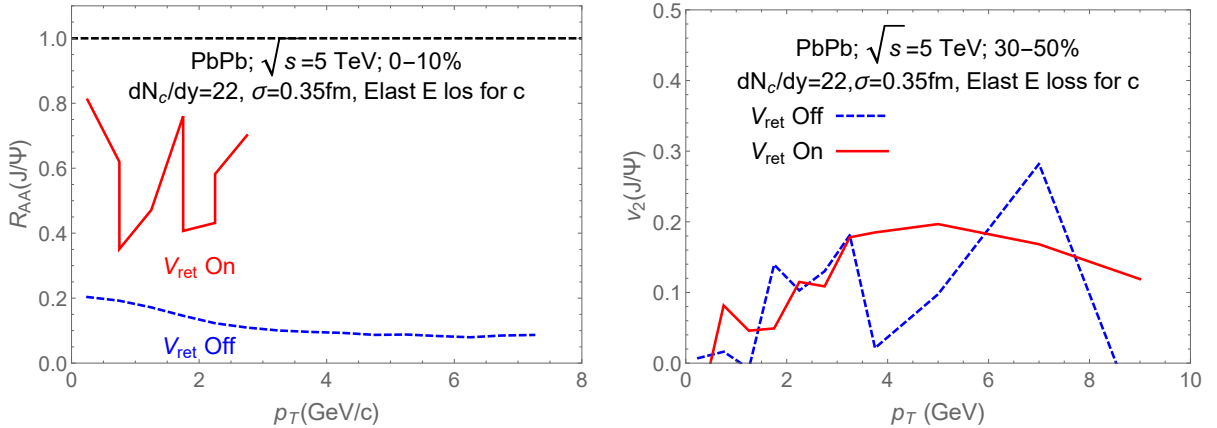 PbPb; √s=5 TeV; 0−10%
dN_c/dy=22, σ=0.35fm, Elast E los for c
V_ret On
V_ret Off
R_AA(J/Ψ)
1.0
0.8
0.6
0.4
0.2
0.0
0 2 4 6 8
p_T(GeV/c)
PbPb; √s=5 TeV; 30−50%
dN_c/dy=22,σ=0.35fm, Elast E los for c
V_ret Off
V_ret On
v_2(J/Ψ)
0.5
0.4
0.3
0.2
0.1
0.0
0 2 4 6 8 10
p_T (GeV)